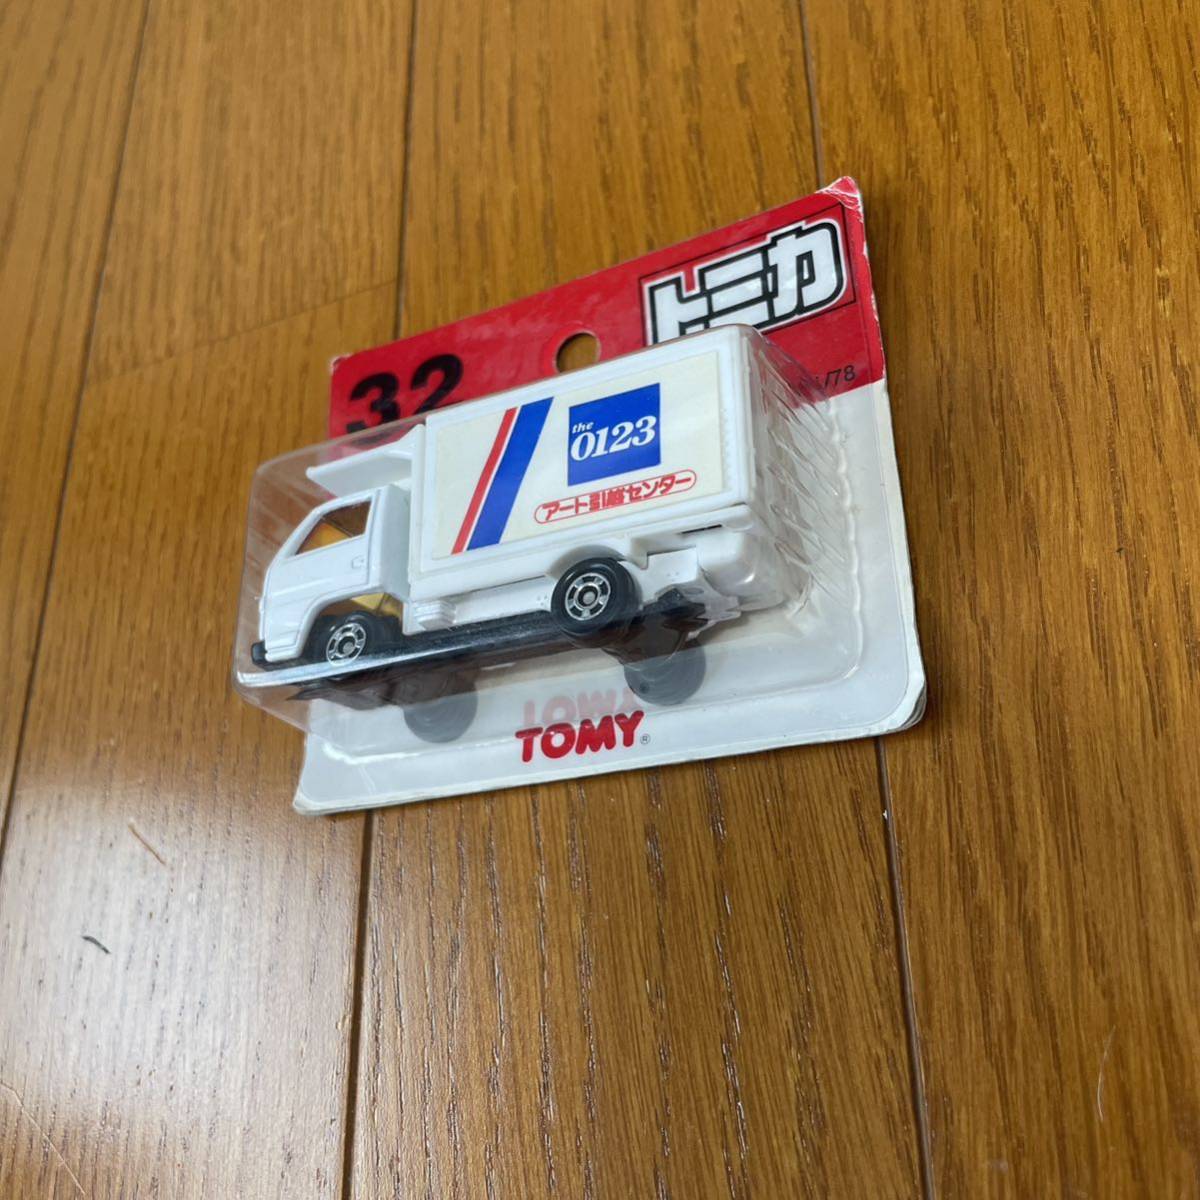 トミカ
32
/78
the
0123
アート引越センター
TOMY®